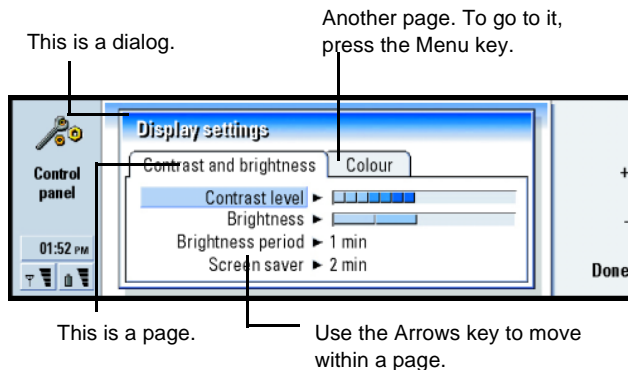 Another page. To go to it,
press the Menu key.
This is a dialog.
Display settings
Contrast and brightness
Colour
Control
panel
Contrast level
Brightness
Brightness period 1 min
Screen saver 2 min
01:52 PM
+
-
Done
This is a page.
Use the Arrows key to move
within a page.